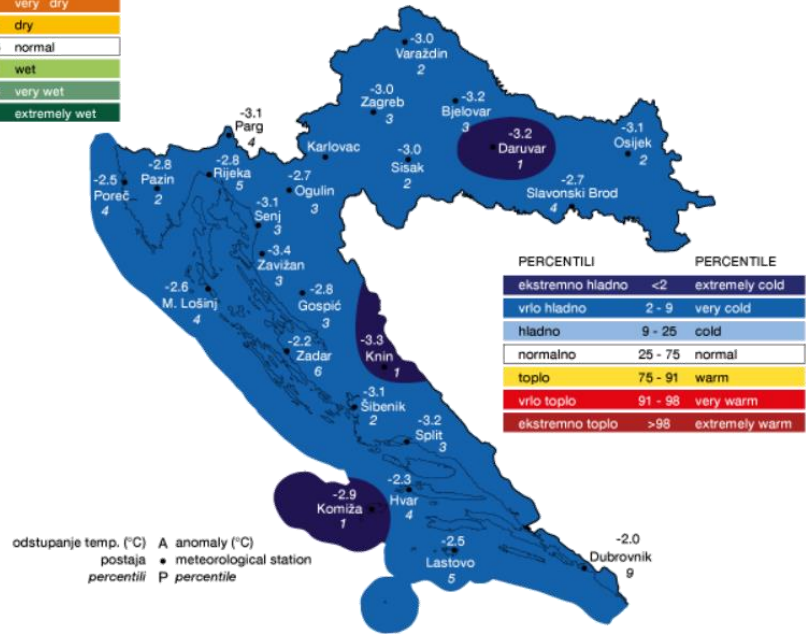 very dry
dry
normal
wet
very wet
extremely wet
-3.0
Varaždin
2
-3.0
Zagreb
3
-3.2
Bjelovar
3
-3.2
Daruvar
1
-3.1
Osijek
2
-3.1
Parg
4
Karlovac
-3.0
Sisak
2
-2.7
Slavonski Brod
4
-2.5
Poreč
4
-2.8
Pazin
2
-2.8
Rijeka
5
-2.7
Ogulin
3
-3.1
Senj
3
-3.4
Zavižan
3
-2.6
M. Lošinj
4
-2.8
Gospić
3
-2.2
Zadar
6
-3.3
Knin
1
-3.1
Šibenik
2
-3.2
Split
3
-2.9
Komiža
1
-2.3
Hvar
4
-2.5
Lastovo
5
-2.0
Dubrovnik
9
PERCENTILI PERCENTILE
ekstremno hladno <2 extremely cold
vrlo hladno 2 - 9 very cold
hladno 9 - 25 cold
normalno 25 - 75 normal
toplo 75 - 91 warm
vrlo toplo 91 - 98 very warm
ekstremno toplo >98 extremely warm
odstupanje temp. (°C) A anomaly (°C)
postaja • meteorological station
percentili P percentile